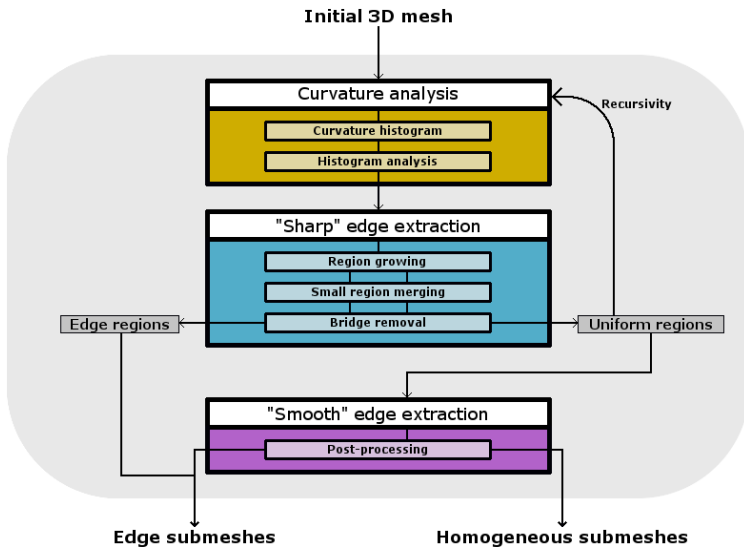 Initial 3D mesh
Curvature analysis
Recursivity
Curvature histogram
Histogram analysis
"Sharp" edge extraction
Region growing
Small region merging
Edge regions
Bridge removal
Uniform regions
"Smooth" edge extraction
Post-processing
Edge submeshes
Homogeneous submeshes